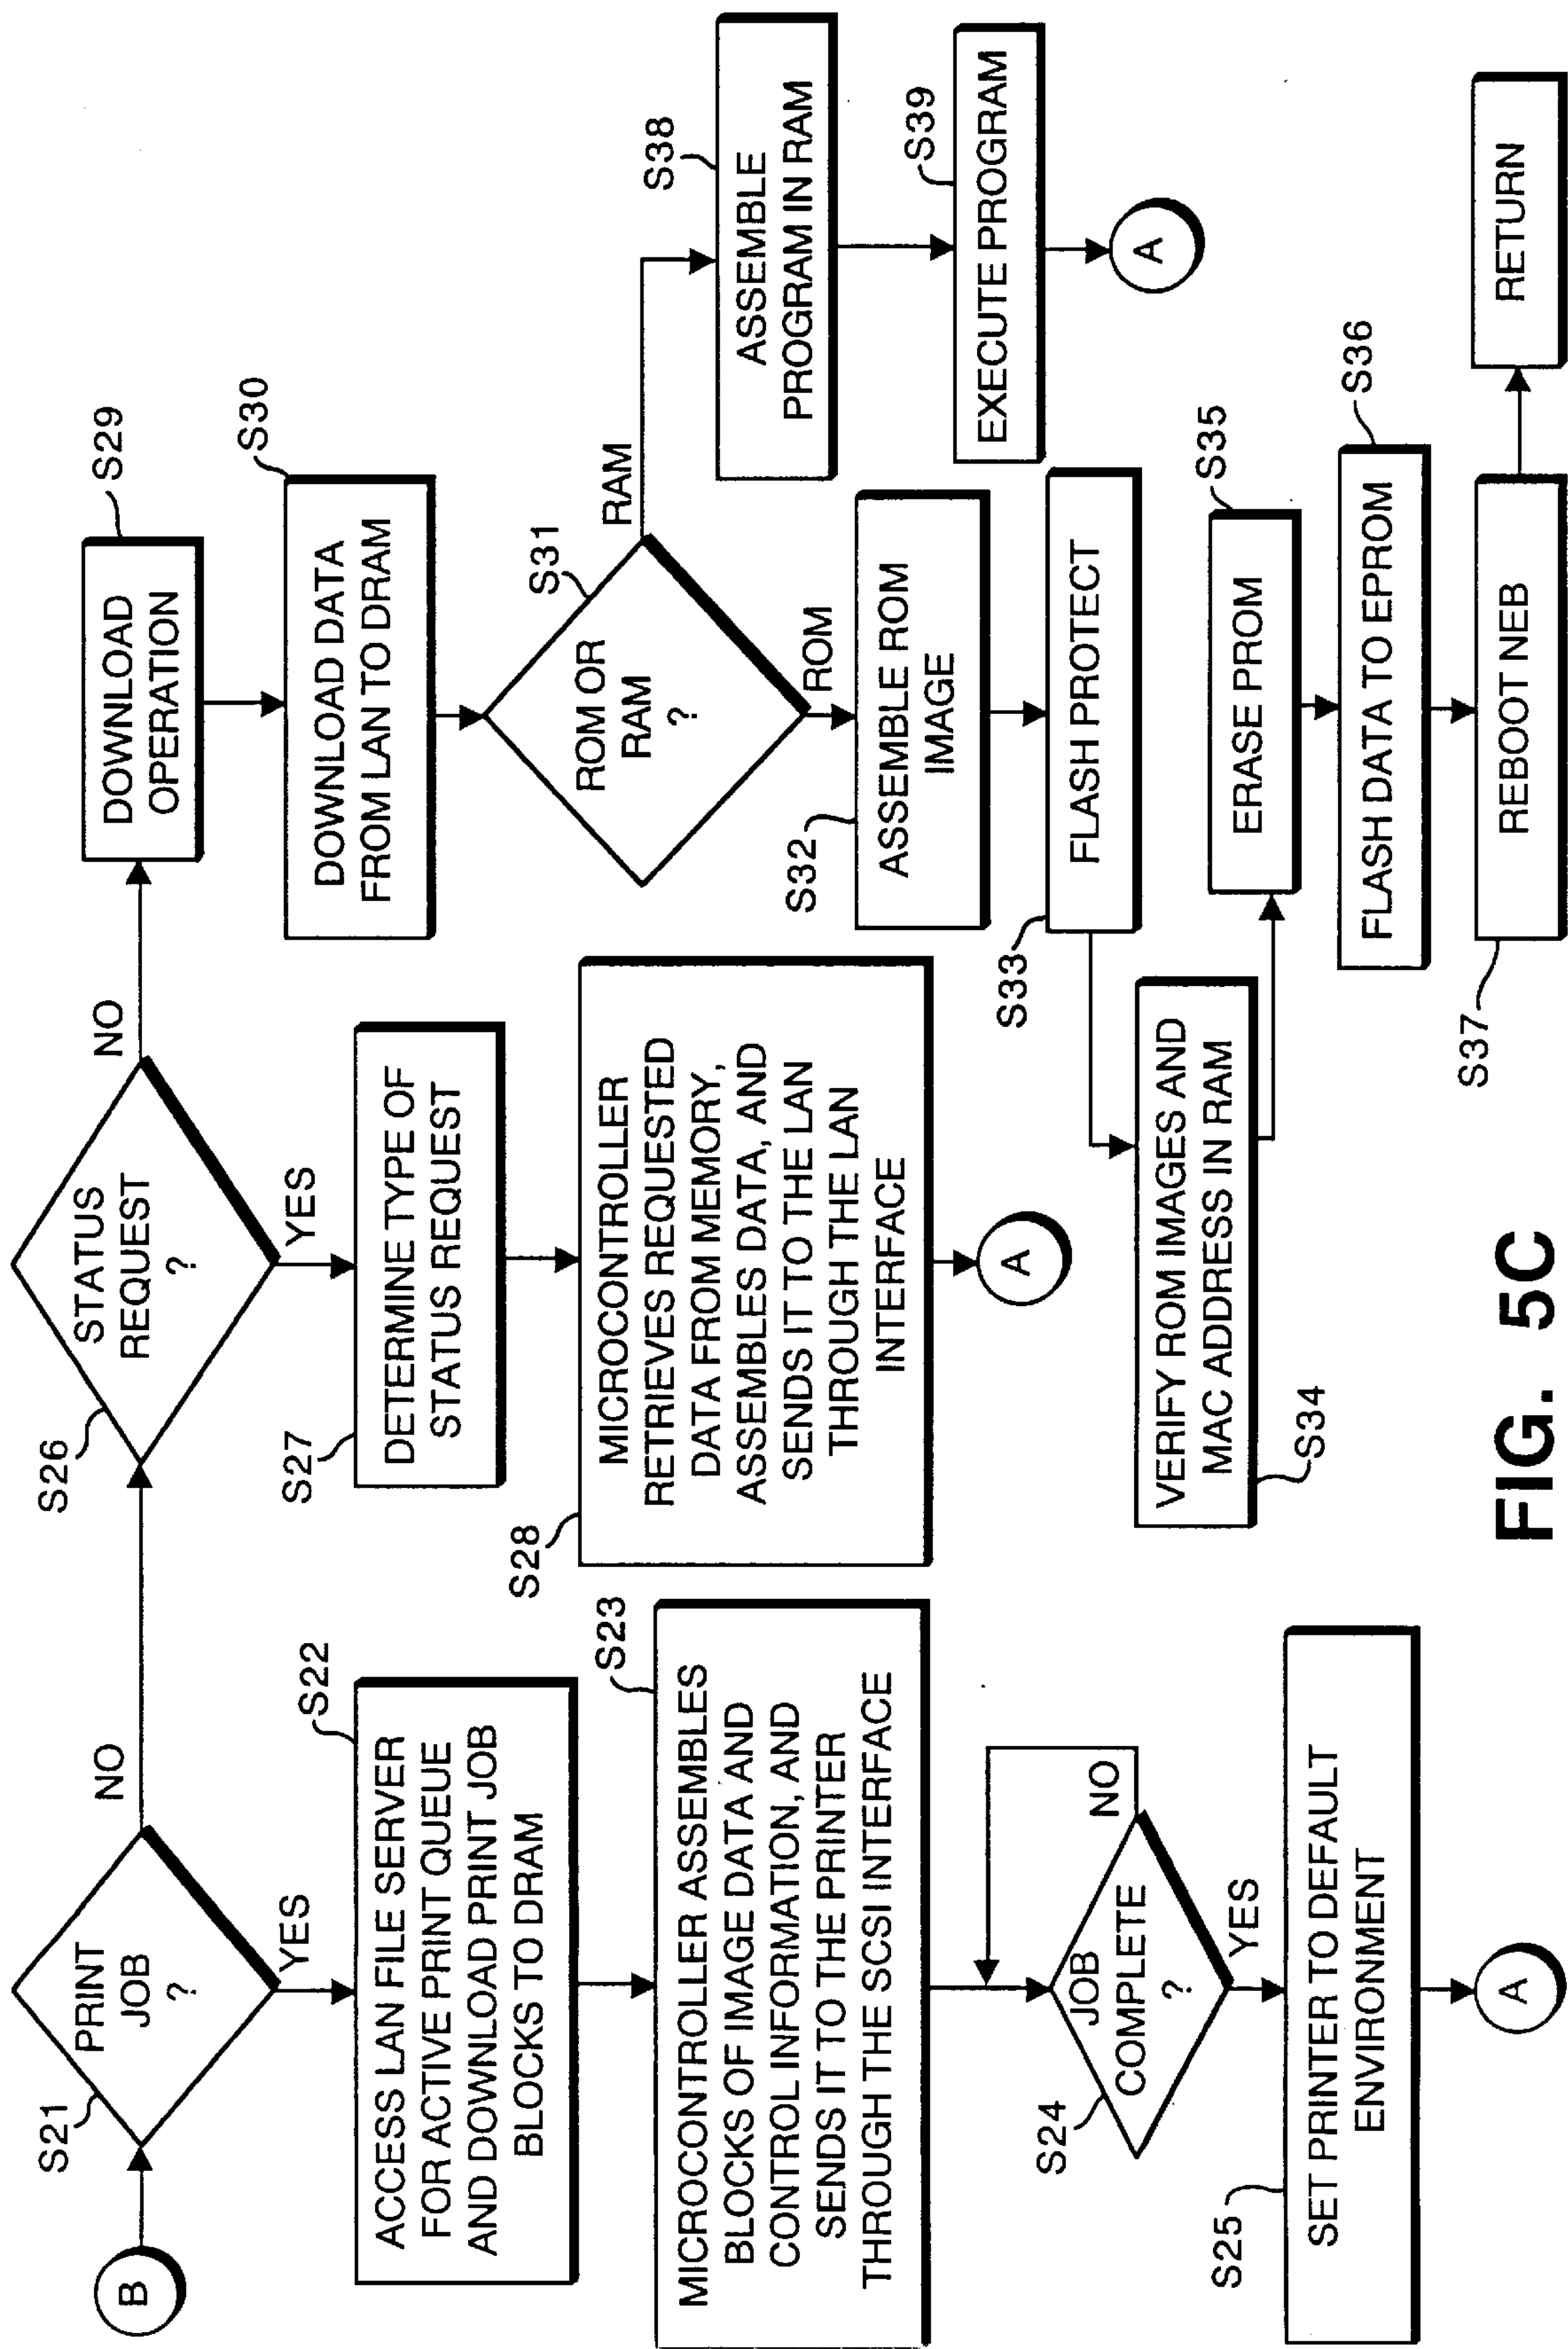 B
S21
PRINT
JOB
?
NO
YES
S22
ACCESS LAN FILE SERVER
FOR ACTIVE PRINT QUEUE
AND DOWNLOAD PRINT JOB
BLOCKS TO DRAM
S23
MICROCONTROLLER ASSEMBLES
BLOCKS OF IMAGE DATA AND
CONTROL INFORMATION, AND
SENDS IT TO THE PRINTER
THROUGH THE SCSI INTERFACE
S24
JOB
COMPLETE
?
NO
YES
S25
SET PRINTER TO DEFAULT
ENVIRONMENT
A
S26
STATUS
REQUEST
?
NO
YES
S27
DETERMINE TYPE OF
STATUS REQUEST
S28
MICROCONTROLLER
RETRIEVES REQUESTED
DATA FROM MEMORY,
ASSEMBLES DATA, AND
SENDS IT TO THE LAN
THROUGH THE LAN
INTERFACE
A
S29
DOWNLOAD
OPERATION
S30
DOWNLOAD DATA
FROM LAN TO DRAM
S31
ROM OR
RAM
?
RAM
ROM
S32
ASSEMBLE ROM
IMAGE
S33
FLASH PROTECT
VERIFY ROM IMAGES AND
MAC ADDRESS IN RAM
S34
S35
ERASE PROM
S36
FLASH DATA TO EPROM
S37
REBOOT NEB
RETURN
S38
ASSEMBLE
PROGRAM IN RAM
S39
EXECUTE PROGRAM
A
FIG. 5C